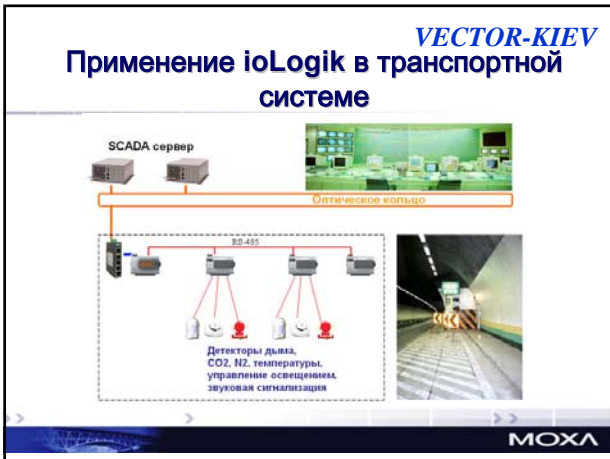 VECTOR-KIEV
Применение ioLogik в транспортной
системе
SCADA сервер
Оптическое кольцо
RS-485
Детекторы дыма,
CO2, N2, температуры,
управление освещением,
звуковая сигнализация
MOXA